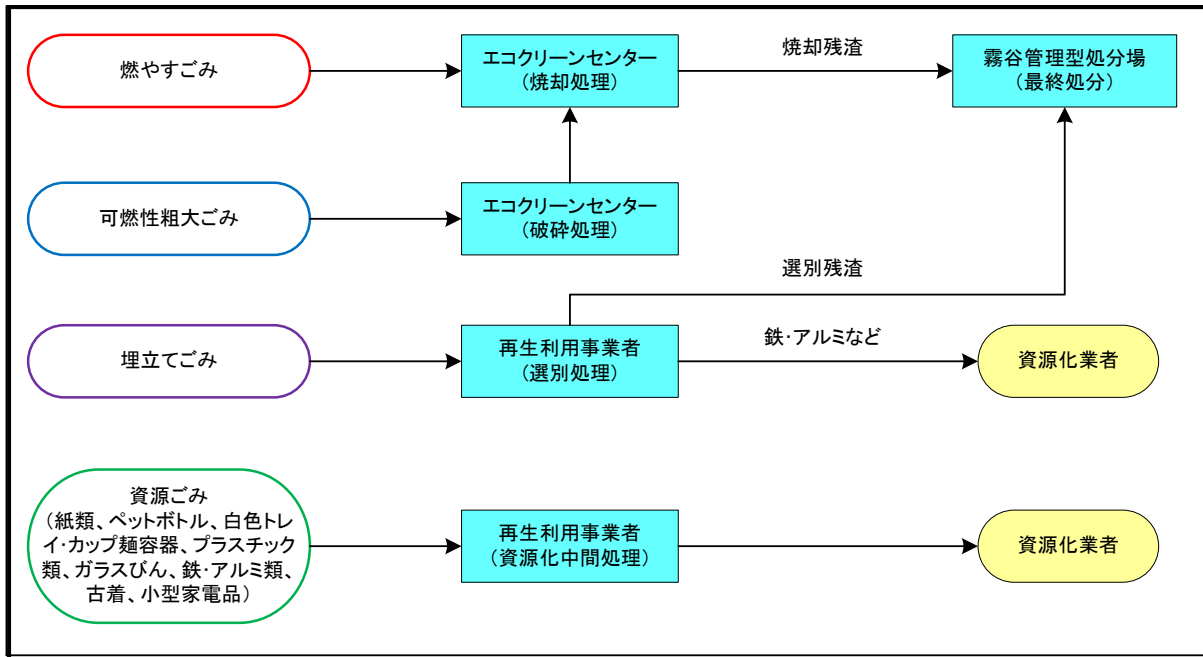 燃やすごみ
エコクリーンセンター
(焼却処理)
焼却残渣
霧谷管理型処分場
(最終処分)
可燃性粗大ごみ
エコクリーンセンター
(破砕処理)
選別残渣
埋立てごみ
再生利用事業者
(選別処理)
鉄・アルミなど
資源化業者
資源ごみ
(紙類、ペットボトル、白色トレ
イ・カップ麺容器、プラスチック
類、ガラスびん、鉄・アルミ類、
古着、小型家電品)
再生利用事業者
(資源化中間処理)
資源化業者